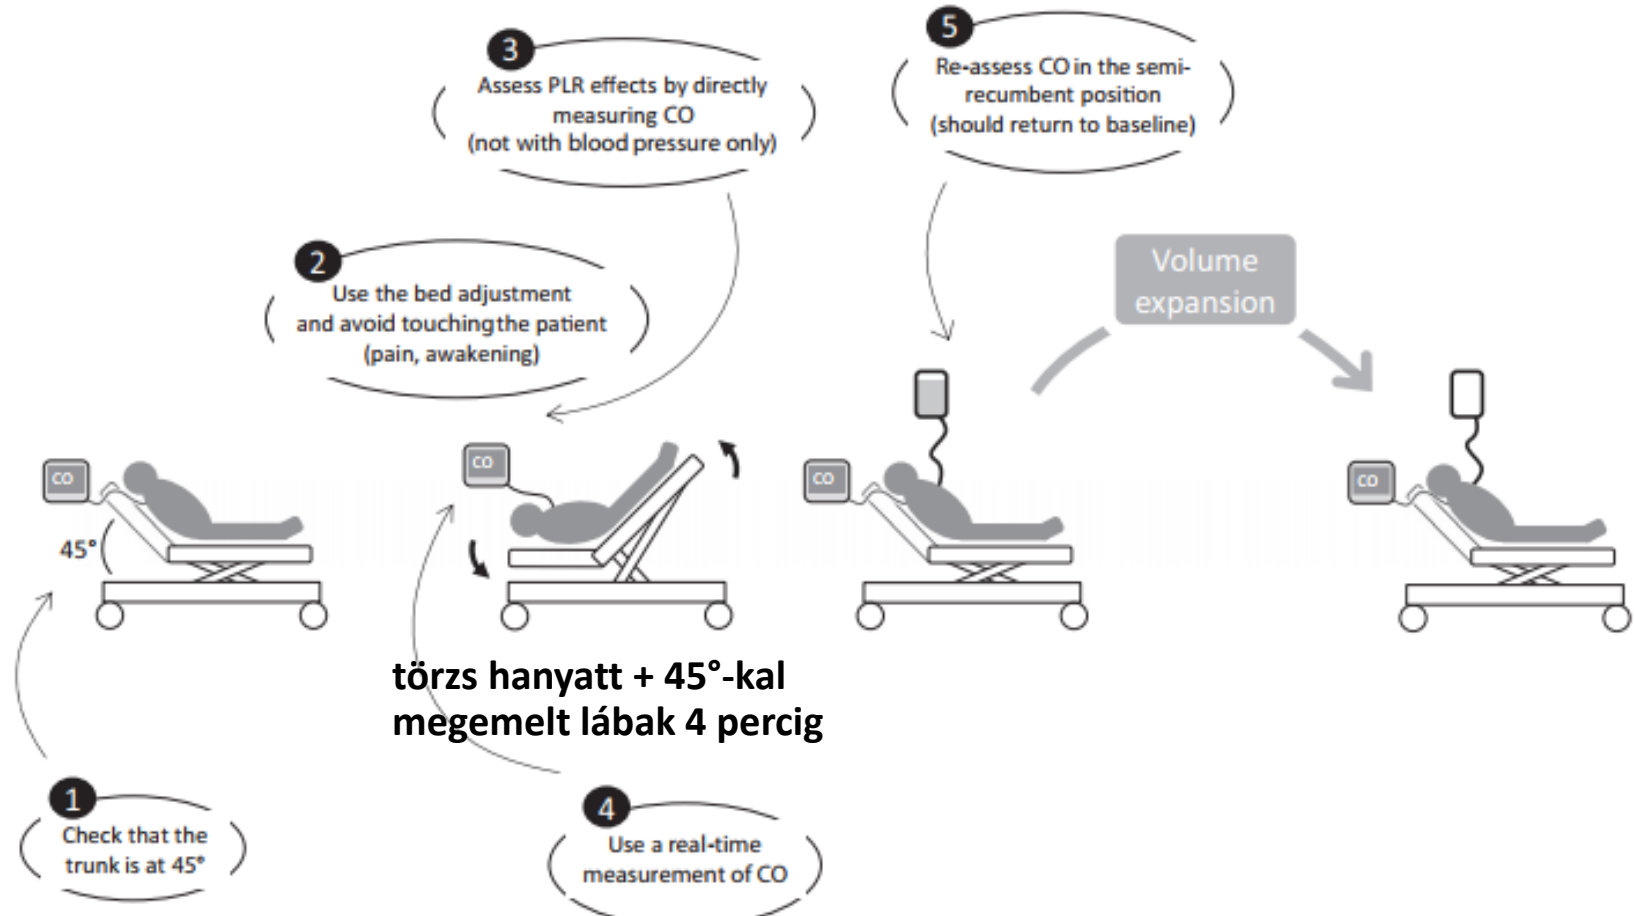 3
Assess PLR effects by directly
measuring CO
(not with blood pressure only)
5
Re-assess CO in the semi-
recumbent position
(should return to baseline)
2
Use the bed adjustment
and avoid touching the patient
(pain, awakening)
Volume
expansion
CO
45°
CO
CO
CO
törzs hanyatt + 45°-kal
megemelt lábak 4 percig
1
Check that the
trunk is at 45°
4
Use a real-time
measurement of CO